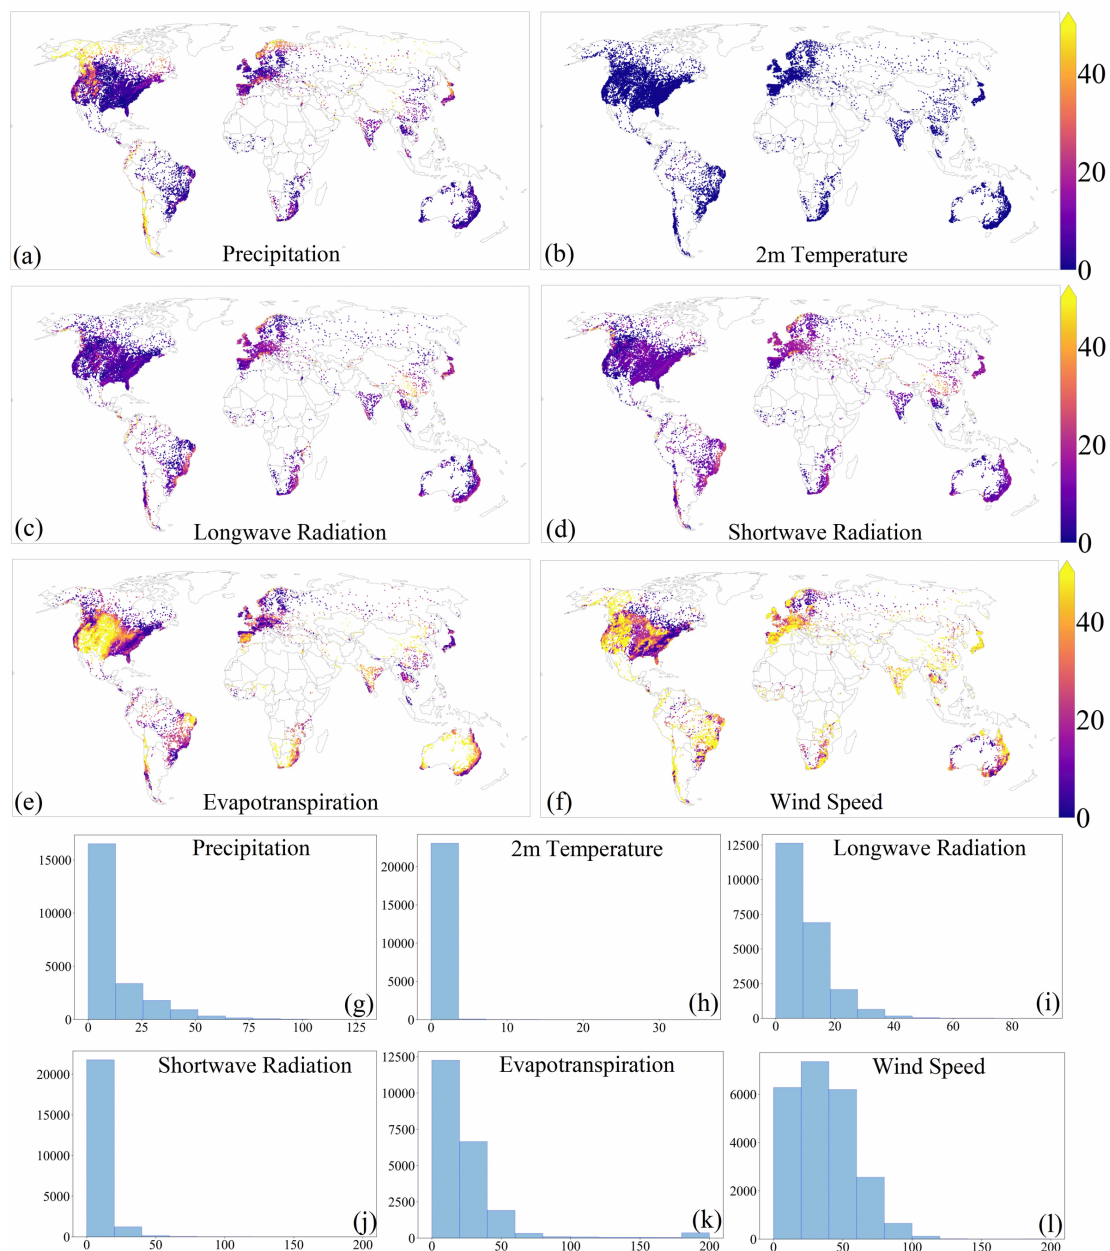 (a) Precipitation
(b) 2m Temperature
40
20
0
(c) Longwave Radiation
(d) Shortwave Radiation
40
20
0
(e) Evapotranspiration
(f) Wind Speed
40
20
0
Precipitation
15000
10000
5000
0
0 25 50 75 100 125
(g)
2m Temperature
20000
15000
10000
5000
0
0 10 20 30
(h)
Longwave Radiation
12500
10000
7500
5000
2500
0
0 20 40 60 80
(i)
Shortwave Radiation
20000
15000
10000
5000
0
0 50 100 150 200
(j)
Evapotranspiration
12500
10000
7500
5000
2500
0
0 50 100 150 200
(k)
Wind Speed
6000
4000
2000
0
0 50 100 150 200
(l)